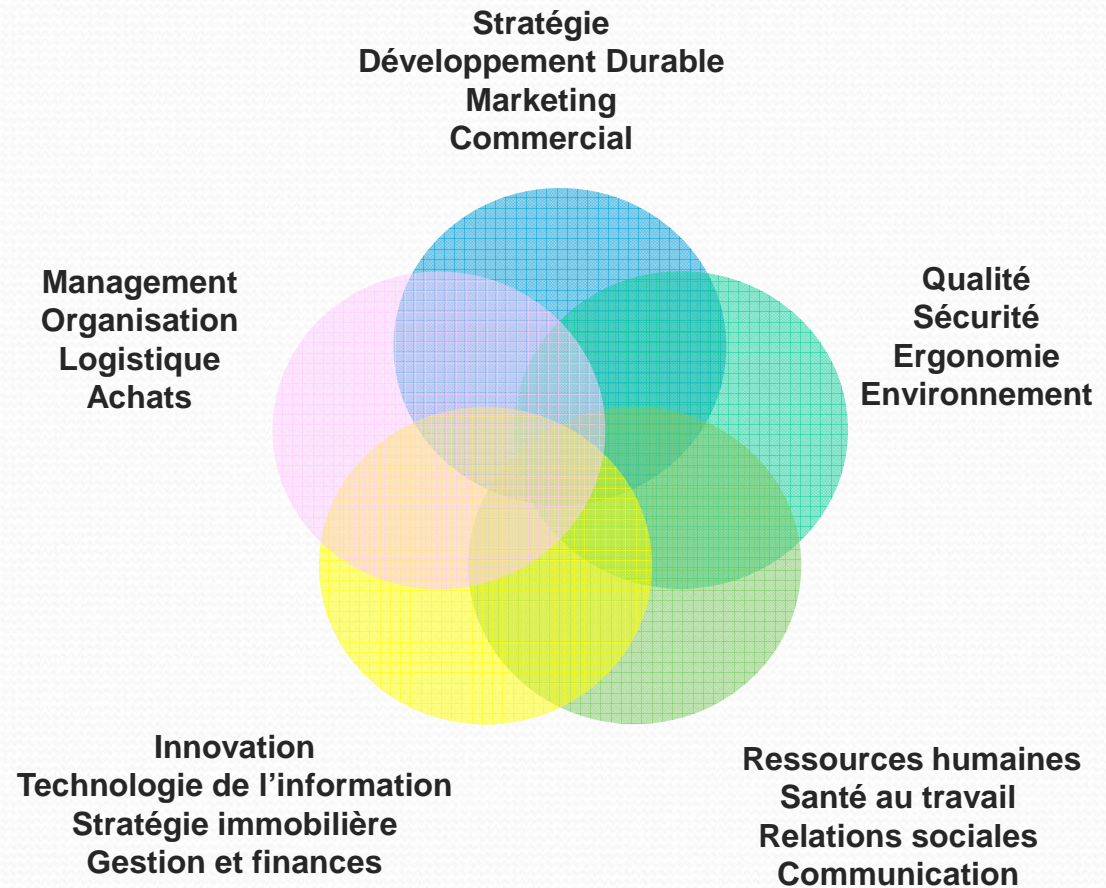 Stratégie
Développement Durable
Marketing
Commercial
Management
Organisation
Logistique
Achats
Qualité
Sécurité
Ergonomie
Environnement
Innovation
Technologie de l’information
Stratégie immobilière
Gestion et finances
Ressources humaines
Santé au travail
Relations sociales
Communication